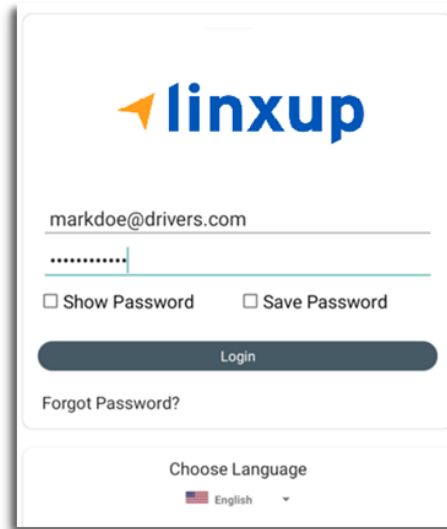 linxup
markdoe@drivers.com
••••••••••••
Show Password
Save Password
Login
Forgot Password?
Choose Language
English